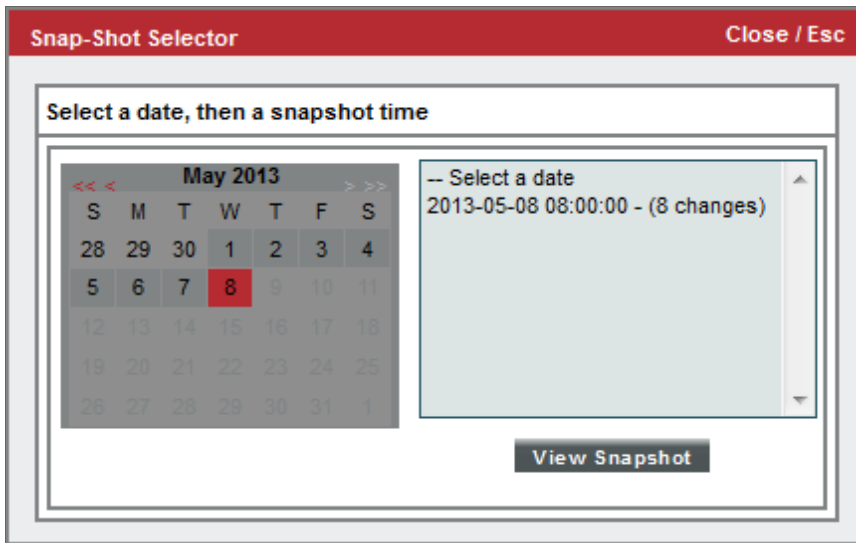 Snap-Shot Selector Close / Esc
Select a date, then a snapshot time
<< < May 2013 > >>
S M T W T F S
28 29 30 1 2 3 4
5 6 7 8 9 10 11
12 13 14 15 16 17 18
19 20 21 22 23 24 25
26 27 28 29 30 31 1
-- Select a date
2013-05-08 08:00:00 - (8 changes)
View Snapshot